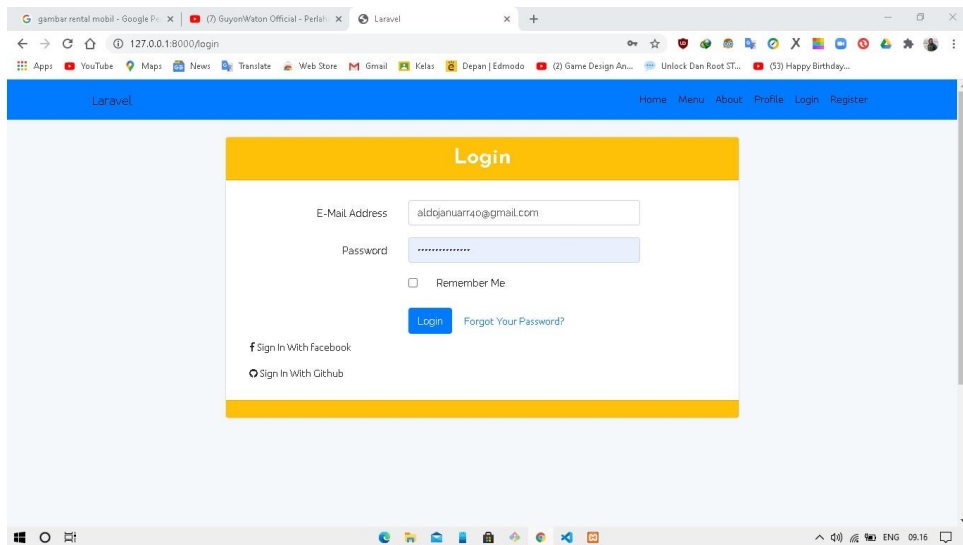 gambar rental mobil - Google Pe
(7) GuyonWaton Official - Perlah
Laravel
127.0.0.1:8000/login
Apps YouTube Maps News Translate Web Store Gmail Kelas Depan | Edmodo (2) Game Design An... Unlock Dan Root ST... (53) Happy Birthday...
Laravel
Home Menu About Profile Login Register
Login
E-Mail Address aldojanuarr40@gmail.com
Password
Remember Me
Login Forgot Your Password?
Sign In With facebook
Sign In With Github
ENG 09.16